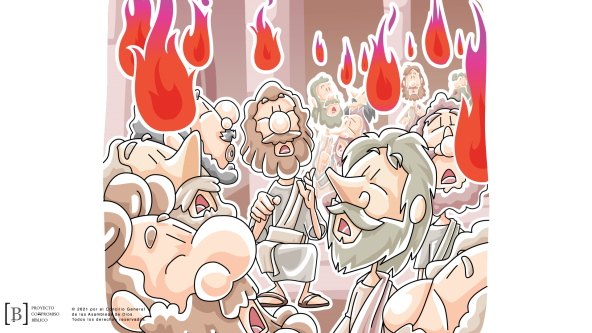 [B]
PROYECTO
COMPROMISO
BÍBLICO
© 2021 por el Concilio General
de las Asambleas de Dios
Todos los derechos reservados